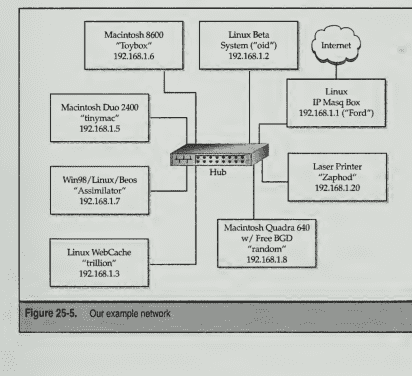 Macintosh 8600
"Toybox"
192.168.1.6
Linux Beta
System ("oid")
192.168.1.2
Internet
Linux
IP Masq Box
192.168.1.1 ("Ford")
Macintosh Duo 2400
"tinymac"
192.168.1.5
Hub
Laser Printer
"Zaphod"
192.168.1.20
Win98/Linux/Beos
"Assimilator"
192.168.1.7
Macintosh Quadra 640
w/ Free BGD
"random"
192.168.1.8
Linux WebCache
"trillion"
192.168.1.3
Figure 25-5. Our example network